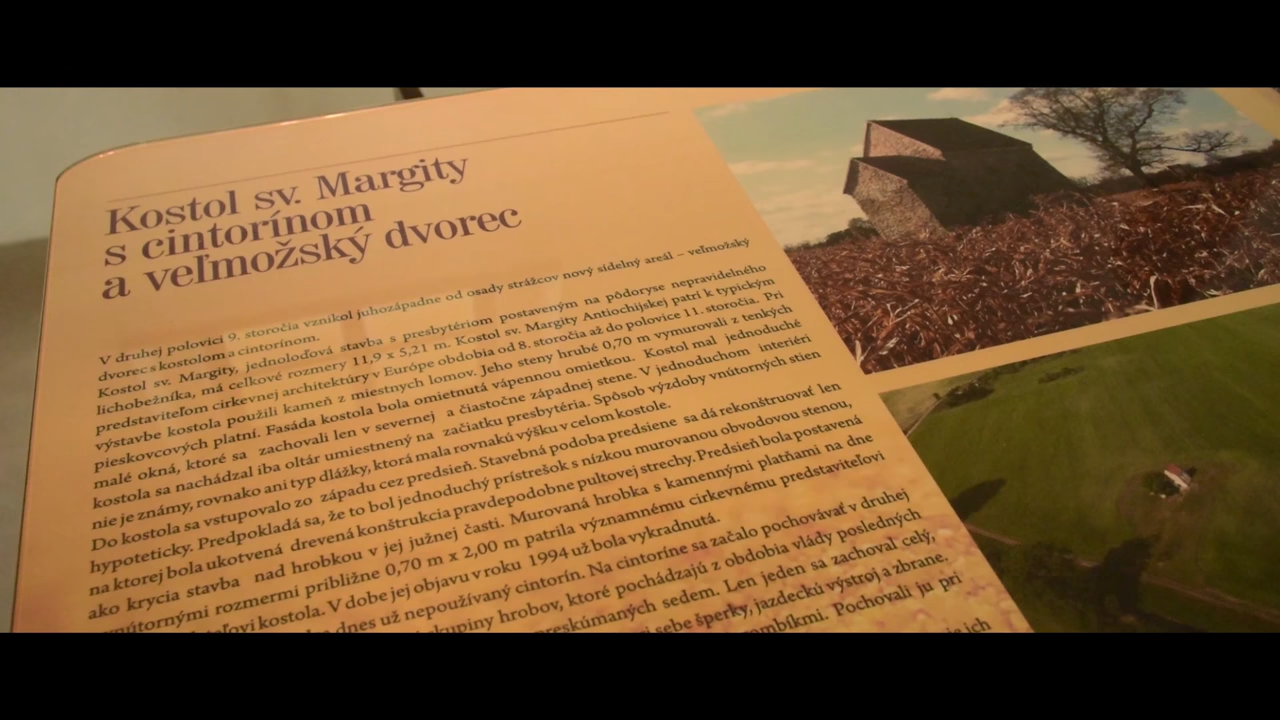 Kostol sv. Margity
s cintorínom
a veľmožský dvorec
V druhej polovici 9. storočia vznikol juhozápadne od osady strážcov nový sídelný areál – veľmožský
dvorec s kostolom a cintorínom.
Kostol sv. Margity, jednoloďová stavba s presbytériom postaveným na pôdoryse nepravidelného
lichobežníka, má celkové rozmery 11,9 x 5,21 m. Kostol sv. Margity Antiochijskej patrí k typickým
predstaviteľom cirkevnej architektúry v Európe obdobia od 8. storočia až do polovice 11. storočia. Pri
výstavbe kostola použili kameň z miestnych lomov. Jeho steny hrubé 0,70 m vymurovali z tenkých
pieskovcových platní. Fasáda kostola bola omietnutá vápennou omietkou. Kostol mal jednoduché
malé okná, ktoré sa zachovali len v severnej a čiastočne západnej stene. V jednoduchom interiéri
kostola sa nachádzal iba oltár umiestnený na začiatku presbytéria. Spôsob výzdoby vnútorných stien
nie je známy, rovnako ani typ dlážky, ktorá mala rovnakú výšku v celom kostole.
Do kostola sa vstupovalo zo západu cez predsieň. Stavebná podoba predsiene sa dá rekonštruovať len
hypoteticky. Predpokladá sa, že to bol jednoduchý prístrešok s nízkou murovanou obvodovou stenou,
na ktorej bola ukotvená drevená konštrukcia pravdepodobne pultovej strechy. Predsieň bola postavená
ako krycia stavba nad hrobkou v jej južnej časti. Murovaná hrobka s kamennými platňami na dne
vnútornými rozmermi približne 0,70 m x 2,00 m patrila významnému cirkevnému predstaviteľovi
kostola. V dobe jej objavu v roku 1994 už bola vykradnutá.
dnes už nepoužívaný cintorín. Na cintoríne sa začalo pochovávať v druhej
skupiny hrobov, ktoré pochádzajú z obdobia vlády posledných
preskúmaných sedem. Len jeden sa zachoval celý,
sebe šperky, jazdeckú výstroj a zbrane.
Pochovali ju pri
ich